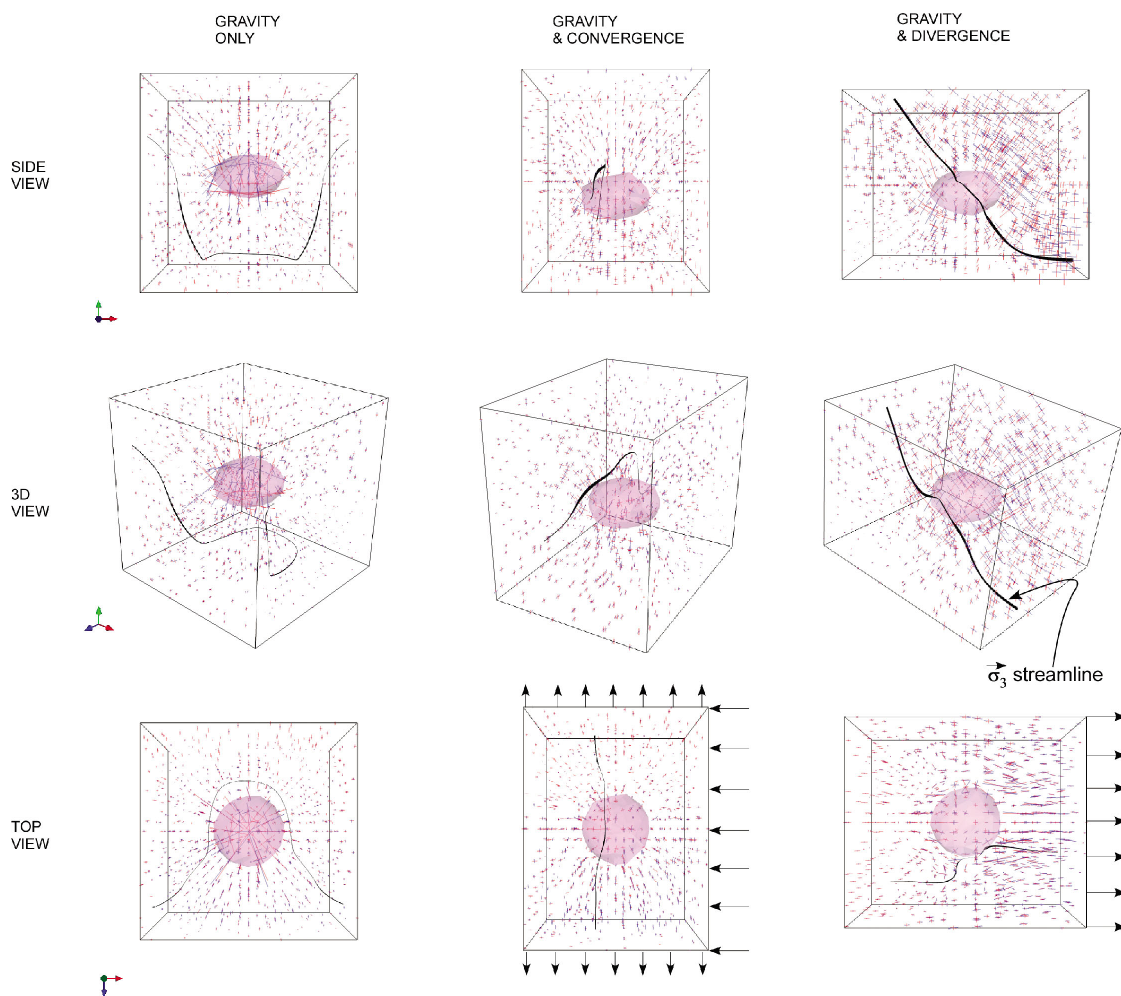 GRAVITY
ONLY
GRAVITY
& CONVERGENCE
GRAVITY
& DIVERGENCE
SIDE
VIEW
3D
VIEW
σ₃ streamline
TOP
VIEW